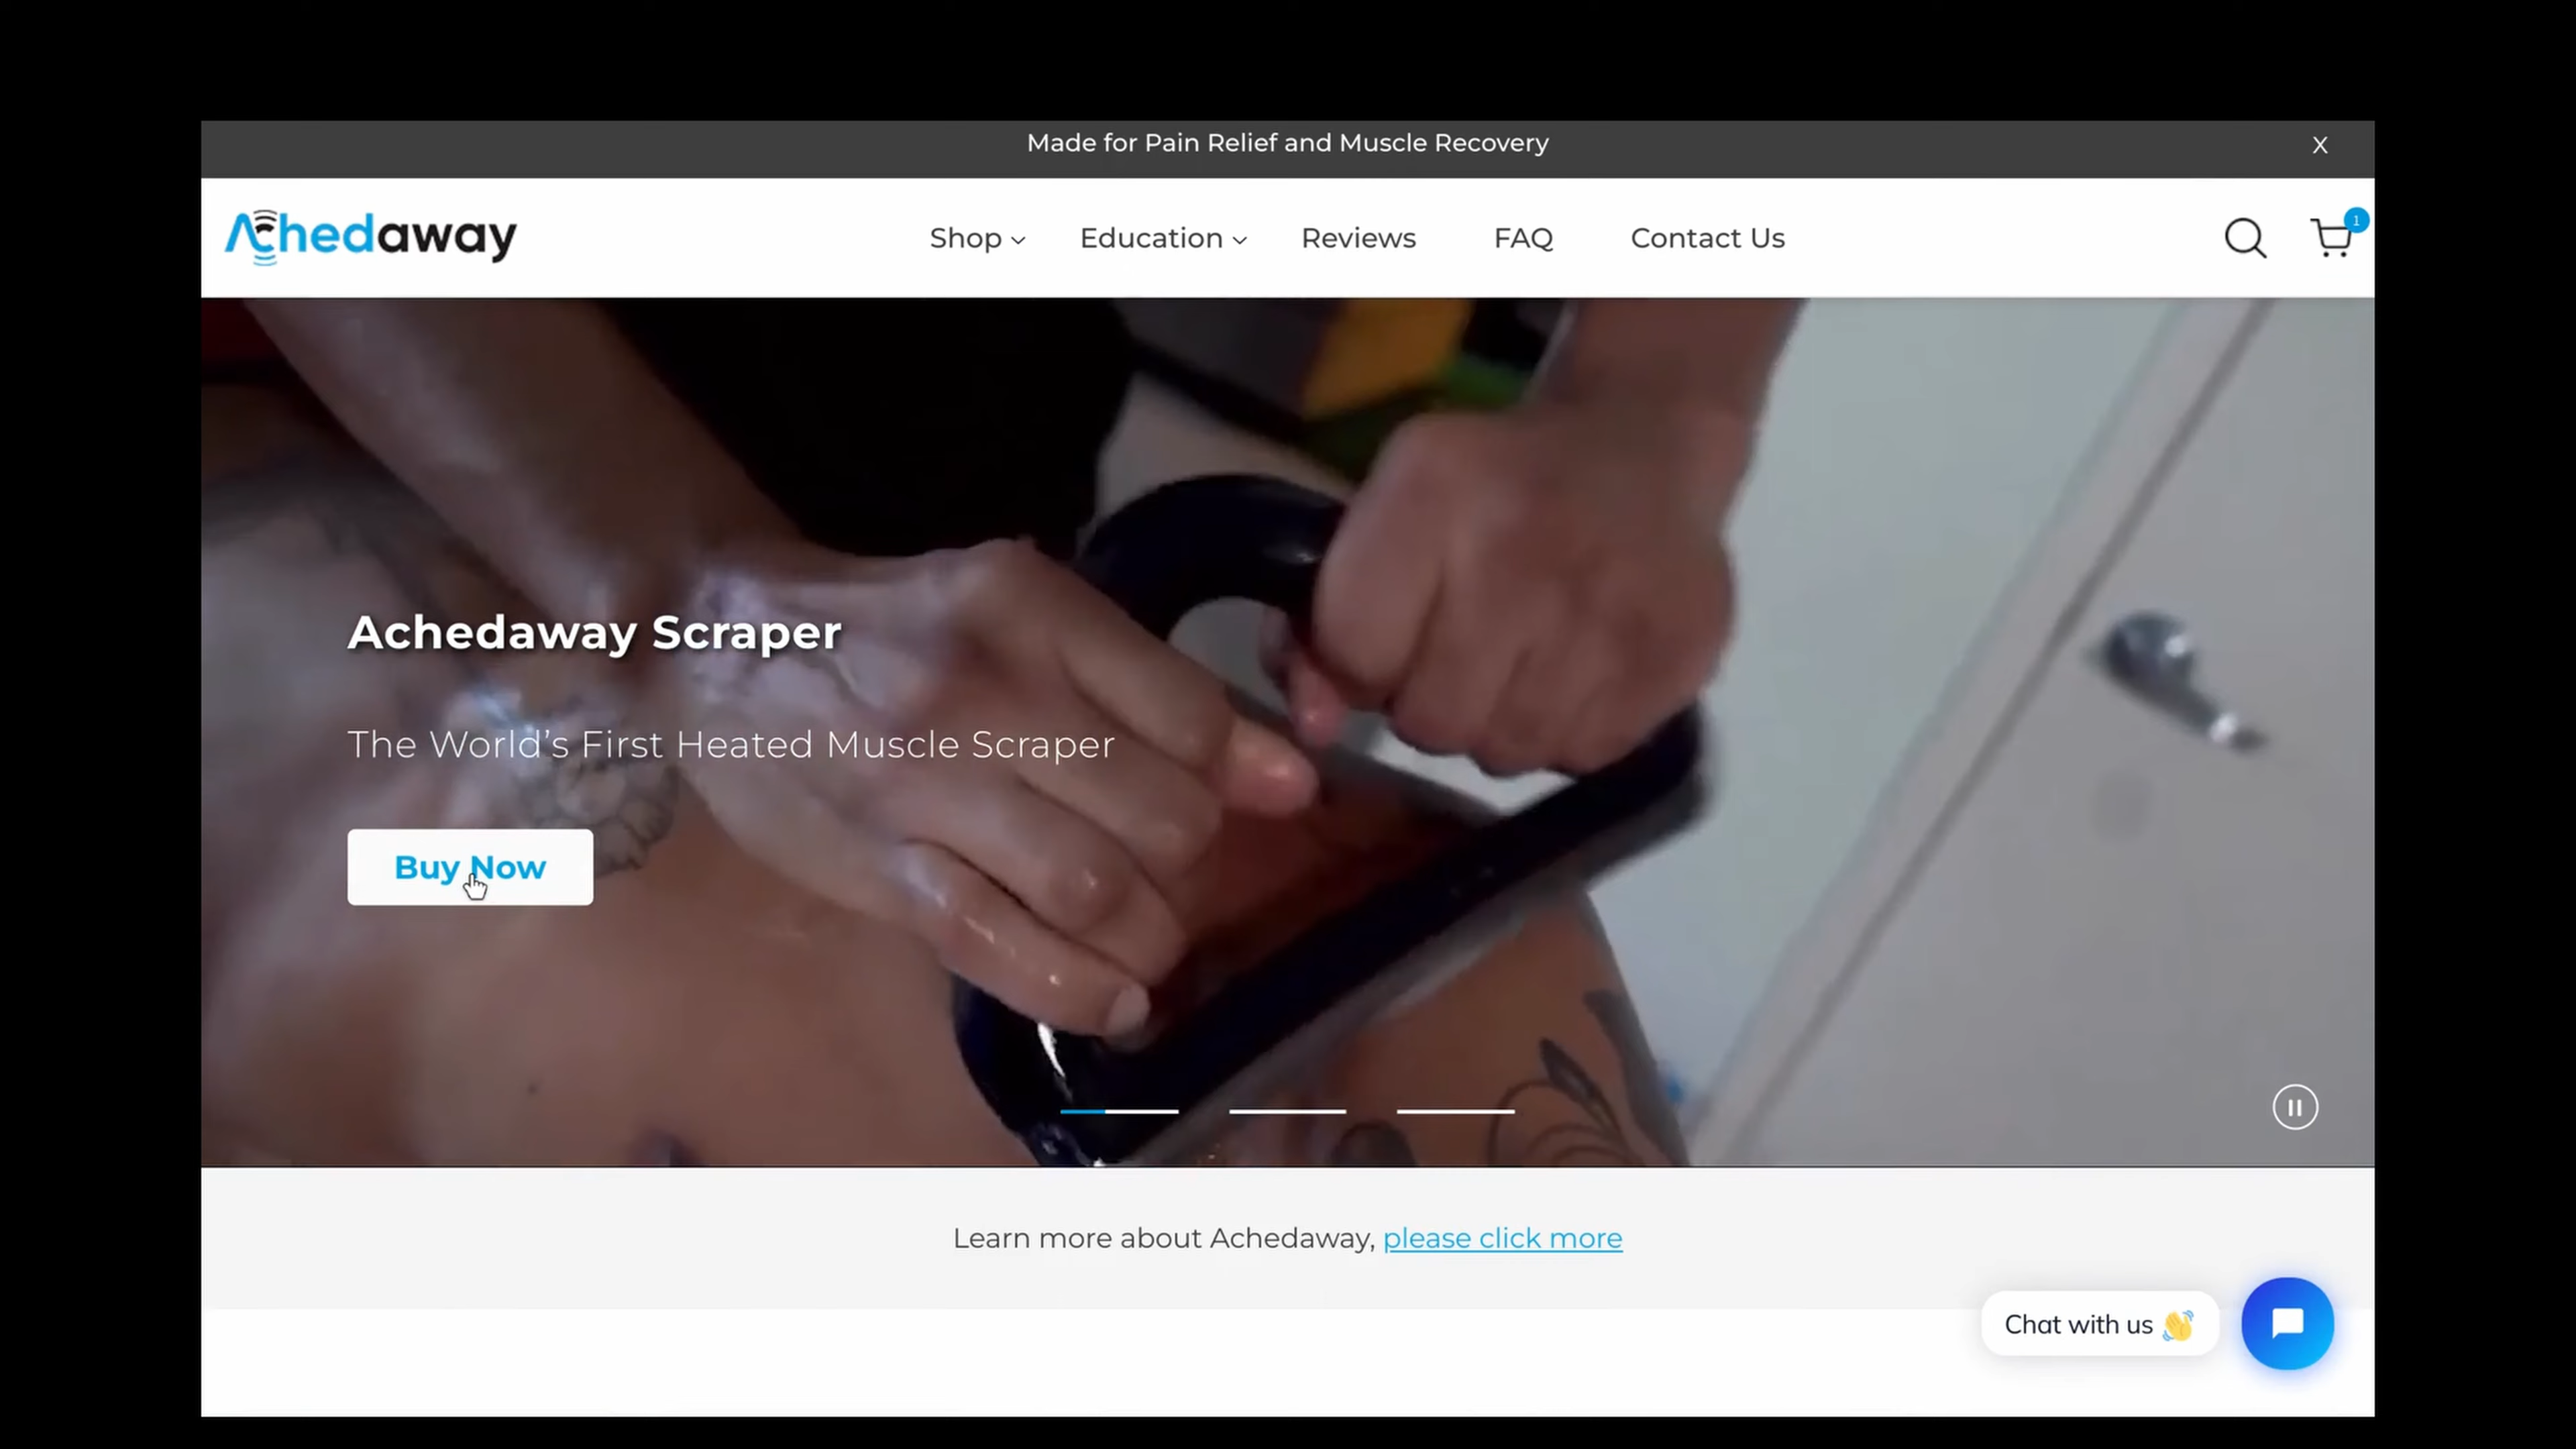 Made for Pain Relief and Muscle Recovery
X
Achedaway
Shop
Education
Reviews
FAQ
Contact Us
1
Achedaway Scraper
The World’s First Heated Muscle Scraper
Buy Now
Learn more about Achedaway, please click more
Chat with us 👋